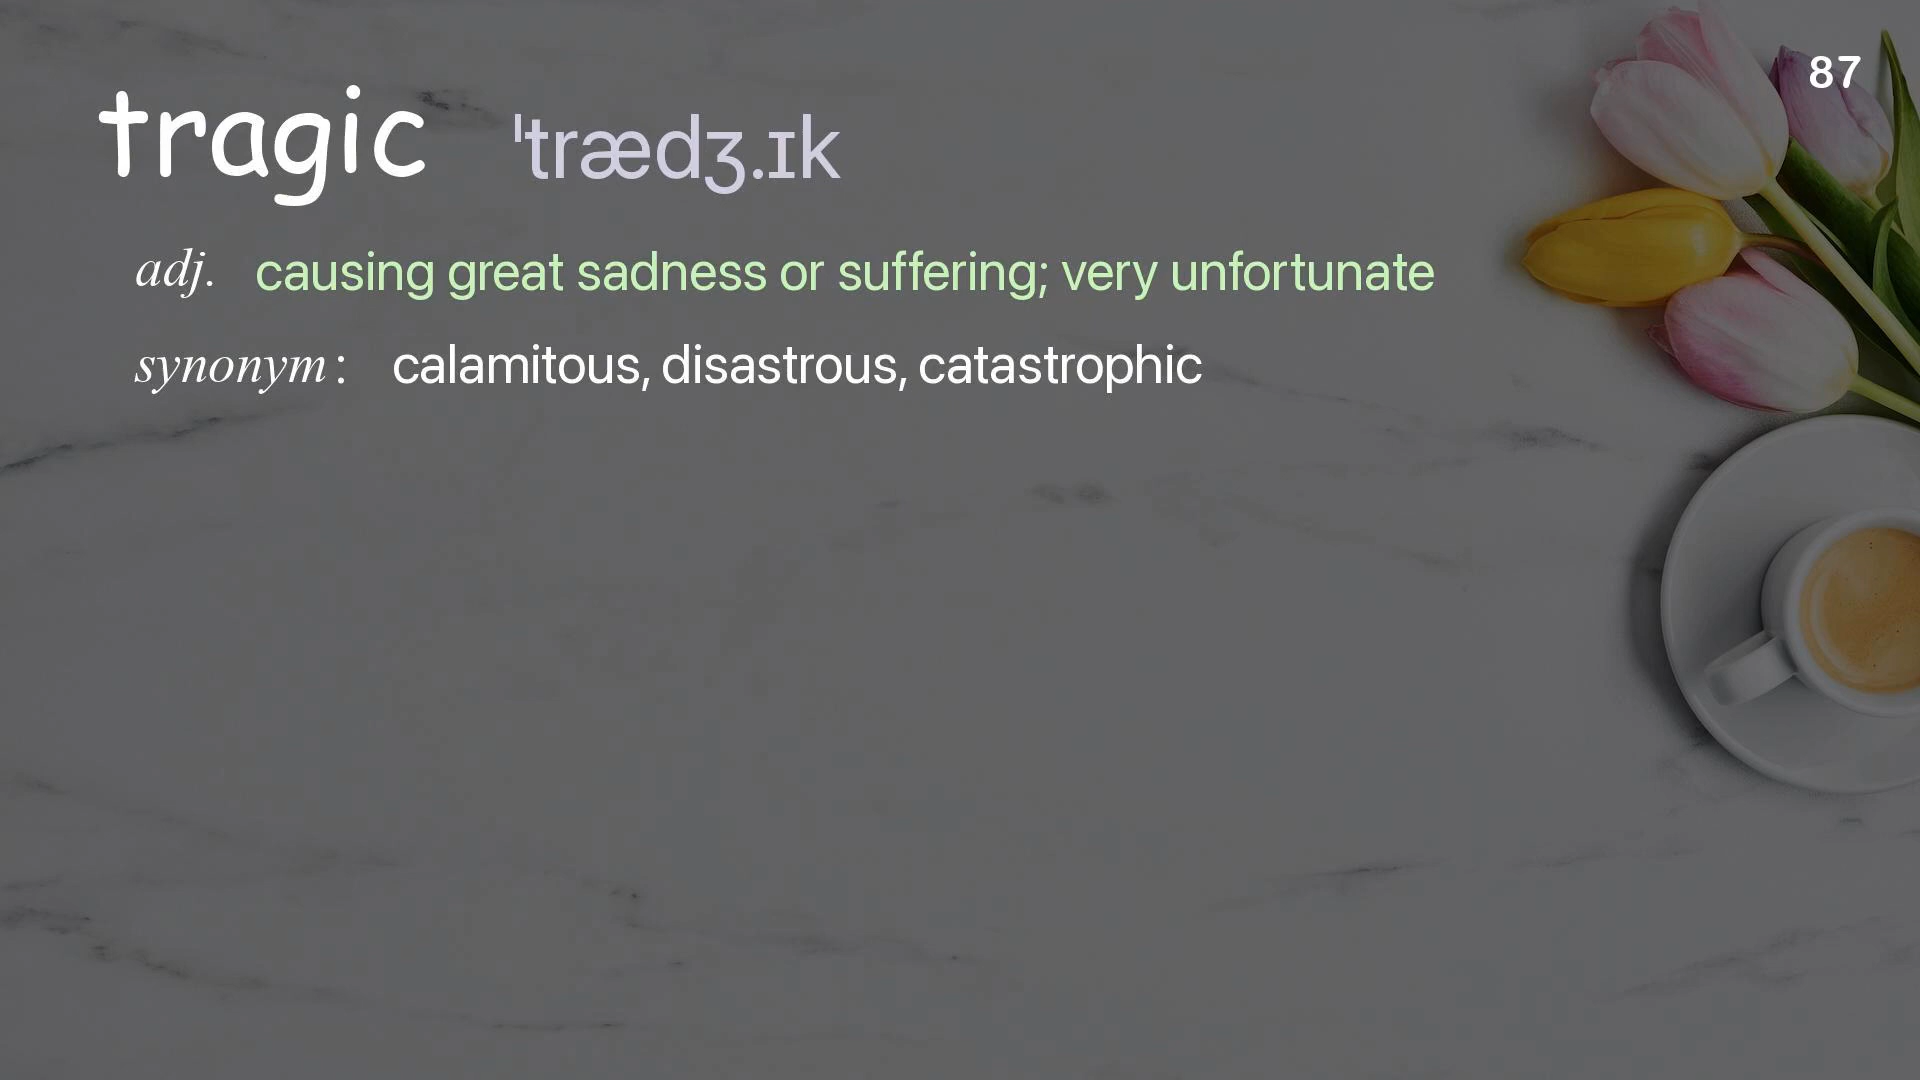 87
tragic ˈtrædʒ.ɪk
adj. causing great sadness or suffering; very unfortunate
synonym : calamitous, disastrous, catastrophic